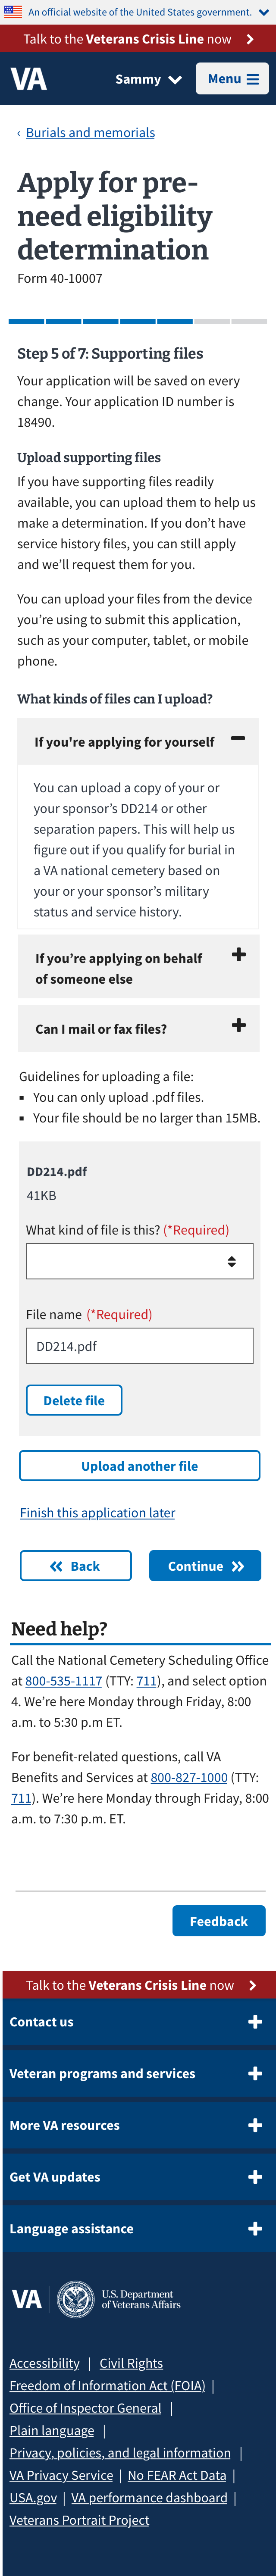 An official website of the United States government.
Talk to the Veterans Crisis Line now
VA
Sammy
Menu
‹ Burials and memorials
Apply for pre-
need eligibility
determination
Form 40-10007
Step 5 of 7: Supporting files
Your application will be saved on every
change. Your application ID number is
18490.
Upload supporting files
If you have supporting files readily
available, you can upload them to help us
make a determination. If you don’t have
service history files, you can still apply
and we’ll request them for you.
You can upload your files from the device
you’re using to submit this application,
such as your computer, tablet, or mobile
phone.
What kinds of files can I upload?
If you're applying for yourself
You can upload a copy of your or
your sponsor’s DD214 or other
separation papers. This will help us
figure out if you qualify for burial in
a VA national cemetery based on
your or your sponsor’s military
status and service history.
If you’re applying on behalf
of someone else
Can I mail or fax files?
Guidelines for uploading a file:
▪ You can only upload .pdf files.
▪ Your file should be no larger than 15MB.
DD214.pdf
41KB
What kind of file is this? (*Required)
File name (*Required)
DD214.pdf
Delete file
Upload another file
Finish this application later
Back
Continue
Need help?
Call the National Cemetery Scheduling Office
at 800-535-1117 (TTY: 711), and select option
4. We’re here Monday through Friday, 8:00
a.m. to 5:30 p.m ET.
For benefit-related questions, call VA
Benefits and Services at 800-827-1000 (TTY:
711). We’re here Monday through Friday, 8:00
a.m. to 7:30 p.m. ET.
Feedback
Talk to the Veterans Crisis Line now
Contact us
Veteran programs and services
More VA resources
Get VA updates
Language assistance
VA
U.S. Department
of Veterans Affairs
Accessibility | Civil Rights
Freedom of Information Act (FOIA) |
Office of Inspector General |
Plain language |
Privacy, policies, and legal information |
VA Privacy Service | No FEAR Act Data |
USA.gov | VA performance dashboard |
Veterans Portrait Project